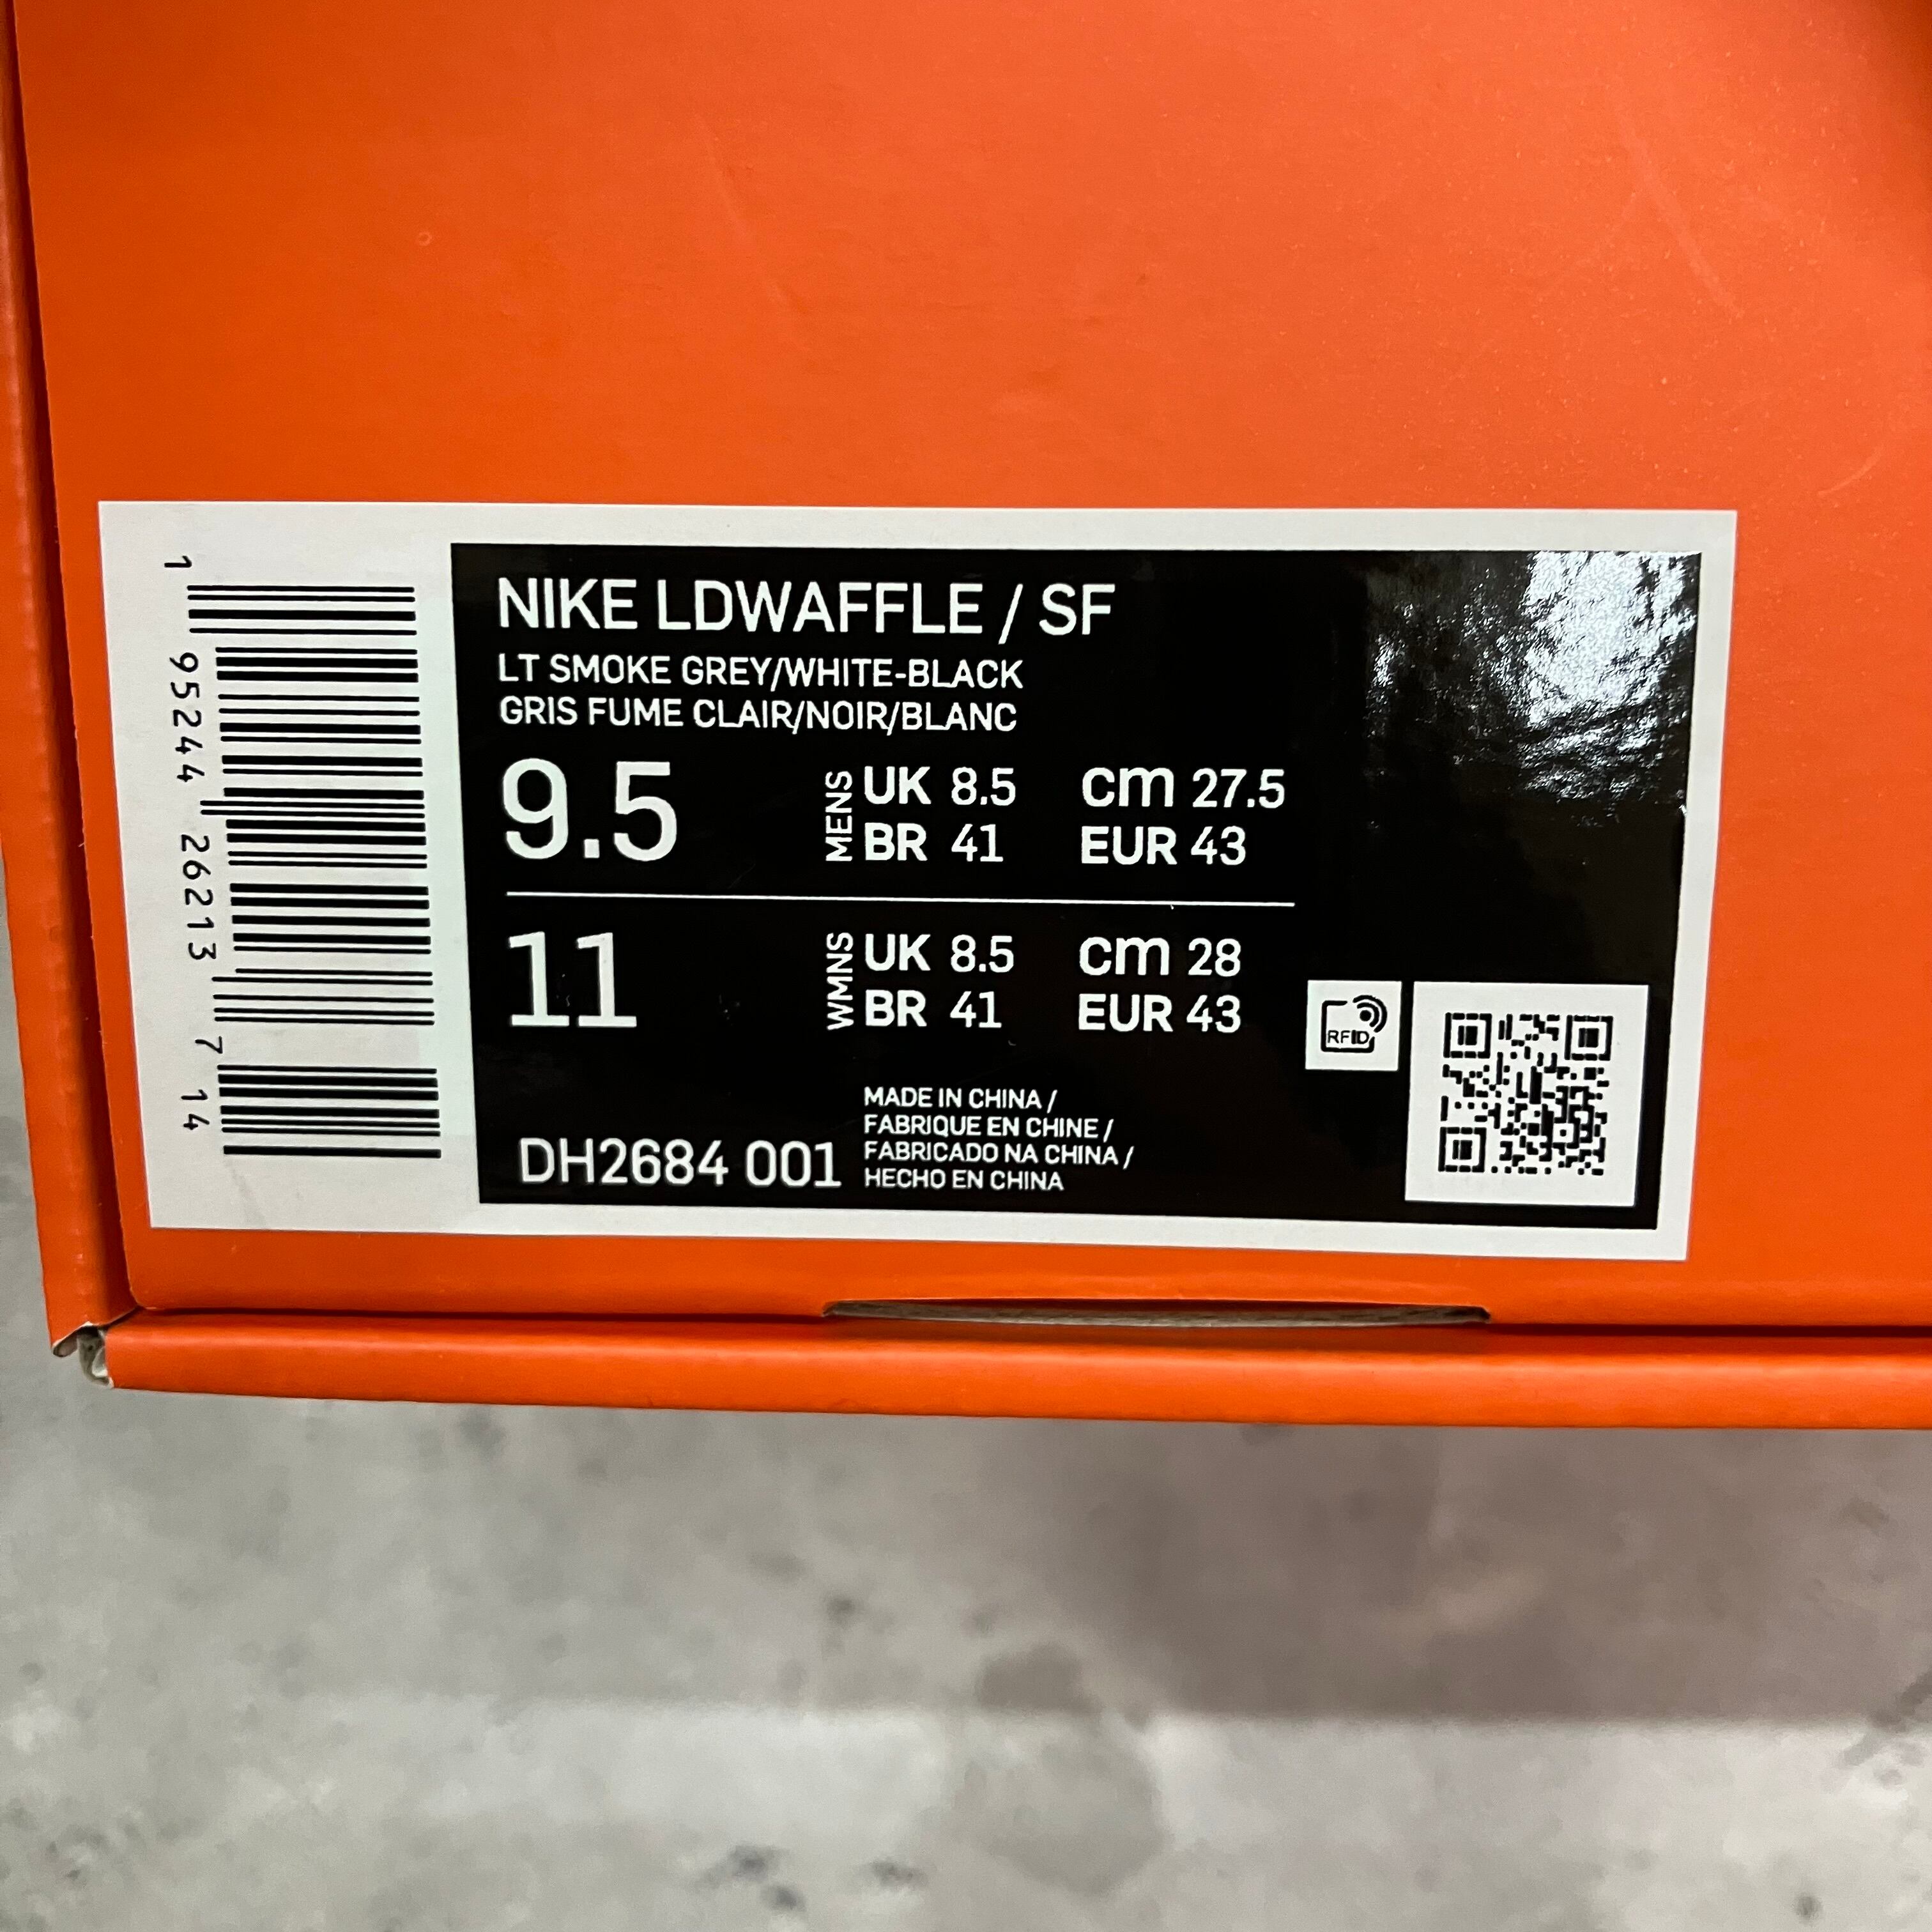 1 95244 26213 7 14
NIKE LDWAFFLE / SF
LT SMOKE GREY/WHITE-BLACK
GRIS FUME CLAIR/NOIR/BLANC
9.5 MENS UK 8.5 cm 27.5
BR 41 EUR 43
11 WMNS UK 8.5 cm 28
BR 41 EUR 43
RFID
MADE IN CHINA /
FABRIQUE EN CHINE /
FABRICADO NA CHINA /
HECHO EN CHINA
DH2684 001